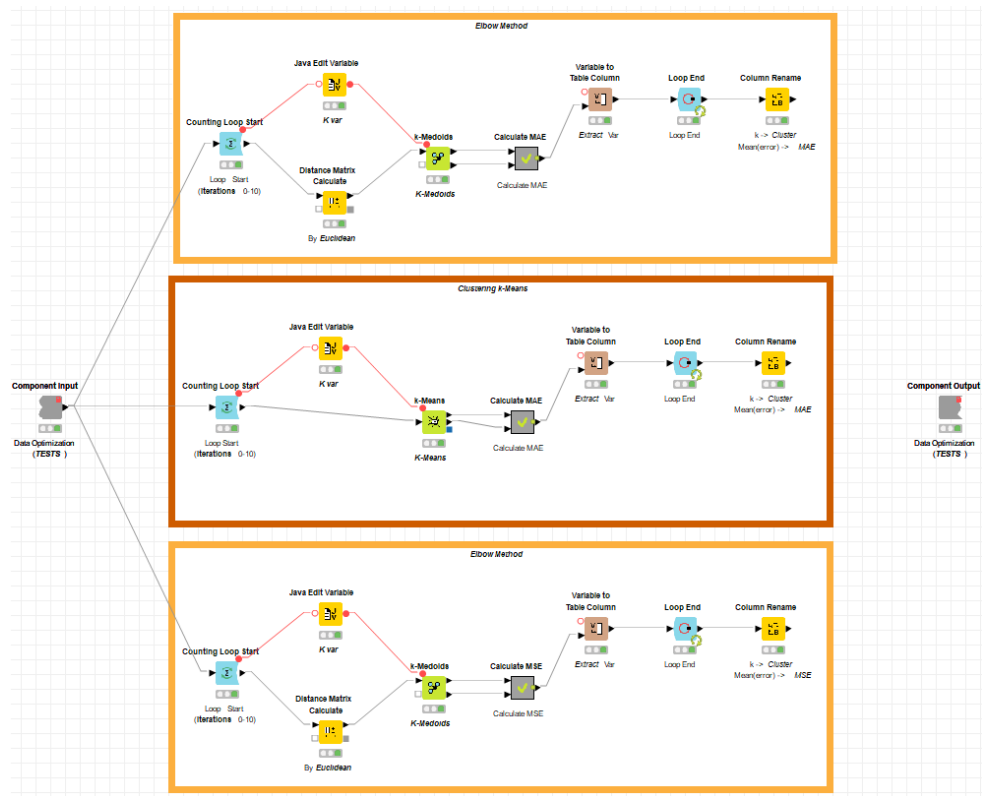 Elbow Method
Java Edit Variable
K var
Counting Loop Start
Loop Start
(Iterations 0-10)
Distance Matrix
Calculate
By Euclidean
k-Medoids
K-Medoids
Calculate MAE
Calculate MAE
Variable to
Table Column
Extract Var
Loop End
Loop End
Column Rename
k -> Cluster
Mean(error) -> MAE
Component Input
Data Optimization
(TESTS )
Clustering k-Means
Java Edit Variable
K var
Counting Loop Start
Loop Start
(Iterations 0-10)
k-Means
K-Means
Calculate MAE
Calculate MAE
Variable to
Table Column
Extract Var
Loop End
Loop End
Column Rename
k -> Cluster
Mean(error) -> MAE
Component Output
Data Optimization
(TESTS )
Elbow Method
Java Edit Variable
K var
Counting Loop Start
Loop Start
(Iterations 0-10)
Distance Matrix
Calculate
By Euclidean
k-Medoids
K-Medoids
Calculate MSE
Calculate MSE
Variable to
Table Column
Extract Var
Loop End
Loop End
Column Rename
k -> Cluster
Mean(error) -> MSE